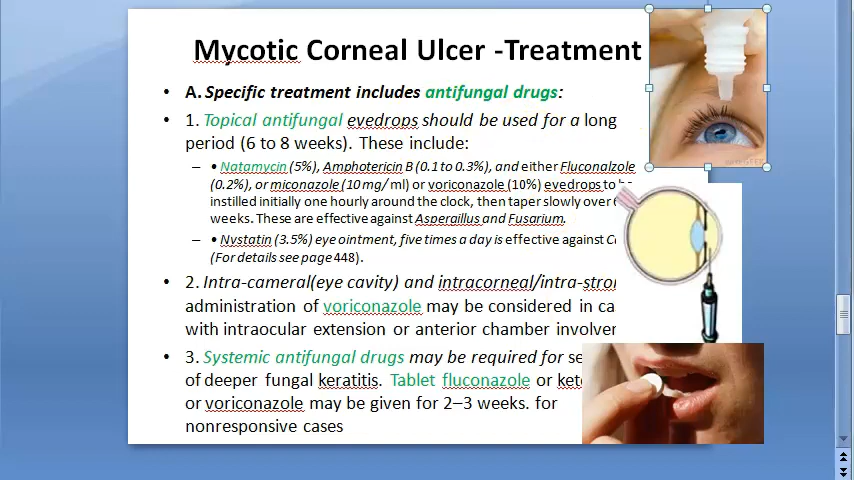 Mycotic Corneal Ulcer -Treatment
• A. Specific treatment includes antifungal drugs:
• 1. Topical antifungal eyedrops should be used for a long
period (6 to 8 weeks). These include:
– • Natamycin (5%), Amphotericin B (0.1 to 0.3%), and either Fluconalzole
(0.2%), or miconazole (10 mg/ ml) or voriconazole (10%) eyedrops to be
instilled initially one hourly around the clock, then taper slowly over
weeks. These are effective against Aspergillus and Fusarium.
– • Nystatin (3.5%) eye ointment, five times a day is effective against
(For details see page 448).
• 2. Intra-cameral(eye cavity) and intracorneal/intra-stro
administration of voriconazole may be considered in ca
with intraocular extension or anterior chamber involve
• 3. Systemic antifungal drugs may be required for se
of deeper fungal keratitis. Tablet fluconazole or ket
or voriconazole may be given for 2–3 weeks. for
nonresponsive cases